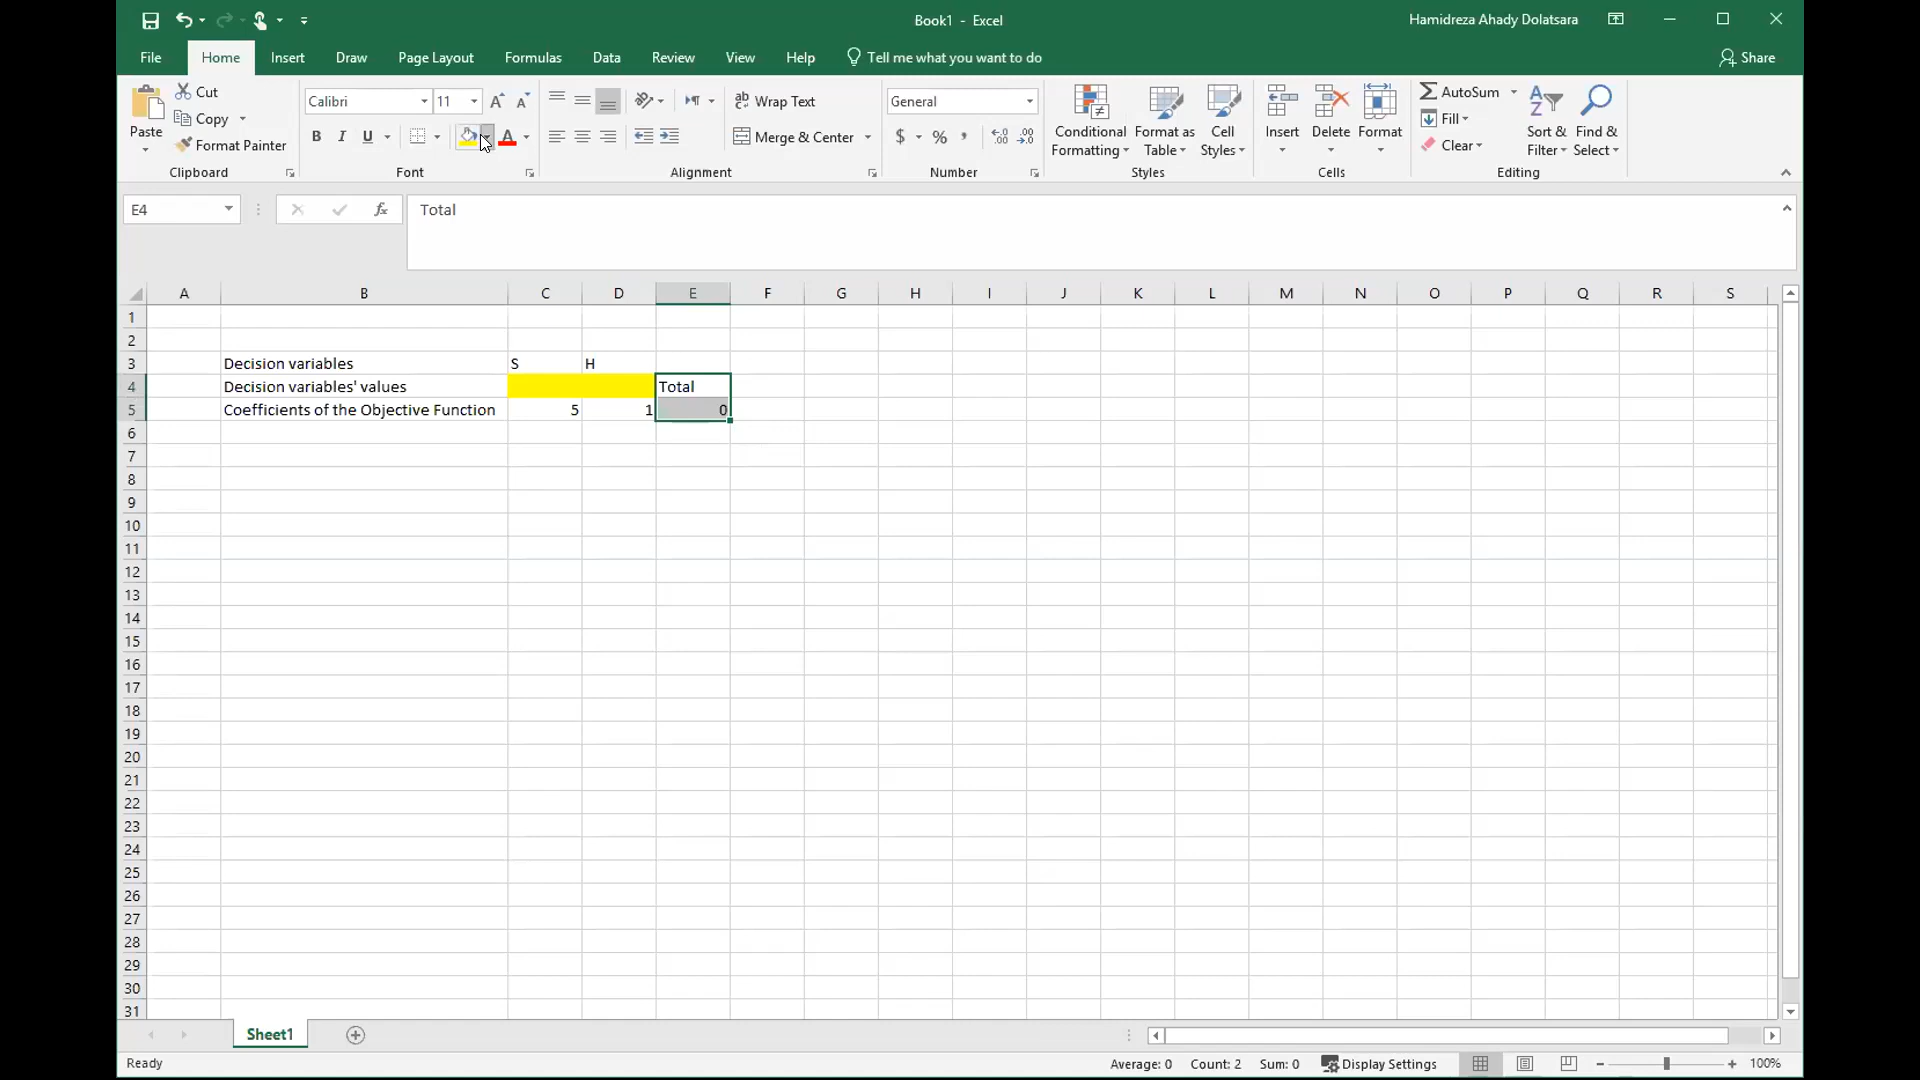 Book1 - Excel
Hamidreza Ahady Dolatsara
File Home Insert Draw Page Layout Formulas Data Review View Help Tell me what you want to do Share
Paste
Cut
Copy
Format Painter
Clipboard
Calibri 11
B I U
Font
Wrap Text
Merge & Center
Alignment
General
$ % ,
Number
Conditional Formatting
Format as Table
Cell Styles
Styles
Insert
Delete
Format
Cells
AutoSum
Fill
Clear
Sort & Filter
Find & Select
Editing
E4 fx Total
A B C D E F G H I J K L M N O P Q R S
1
2
3 Decision variables S H
4 Decision variables' values Total
5 Coefficients of the Objective Function 5 1 0
6
7
8
9
10
11
12
13
14
15
16
17
18
19
20
21
22
23
24
25
26
27
28
29
30
31
Sheet1
Ready Average: 0 Count: 2 Sum: 0 Display Settings 100%